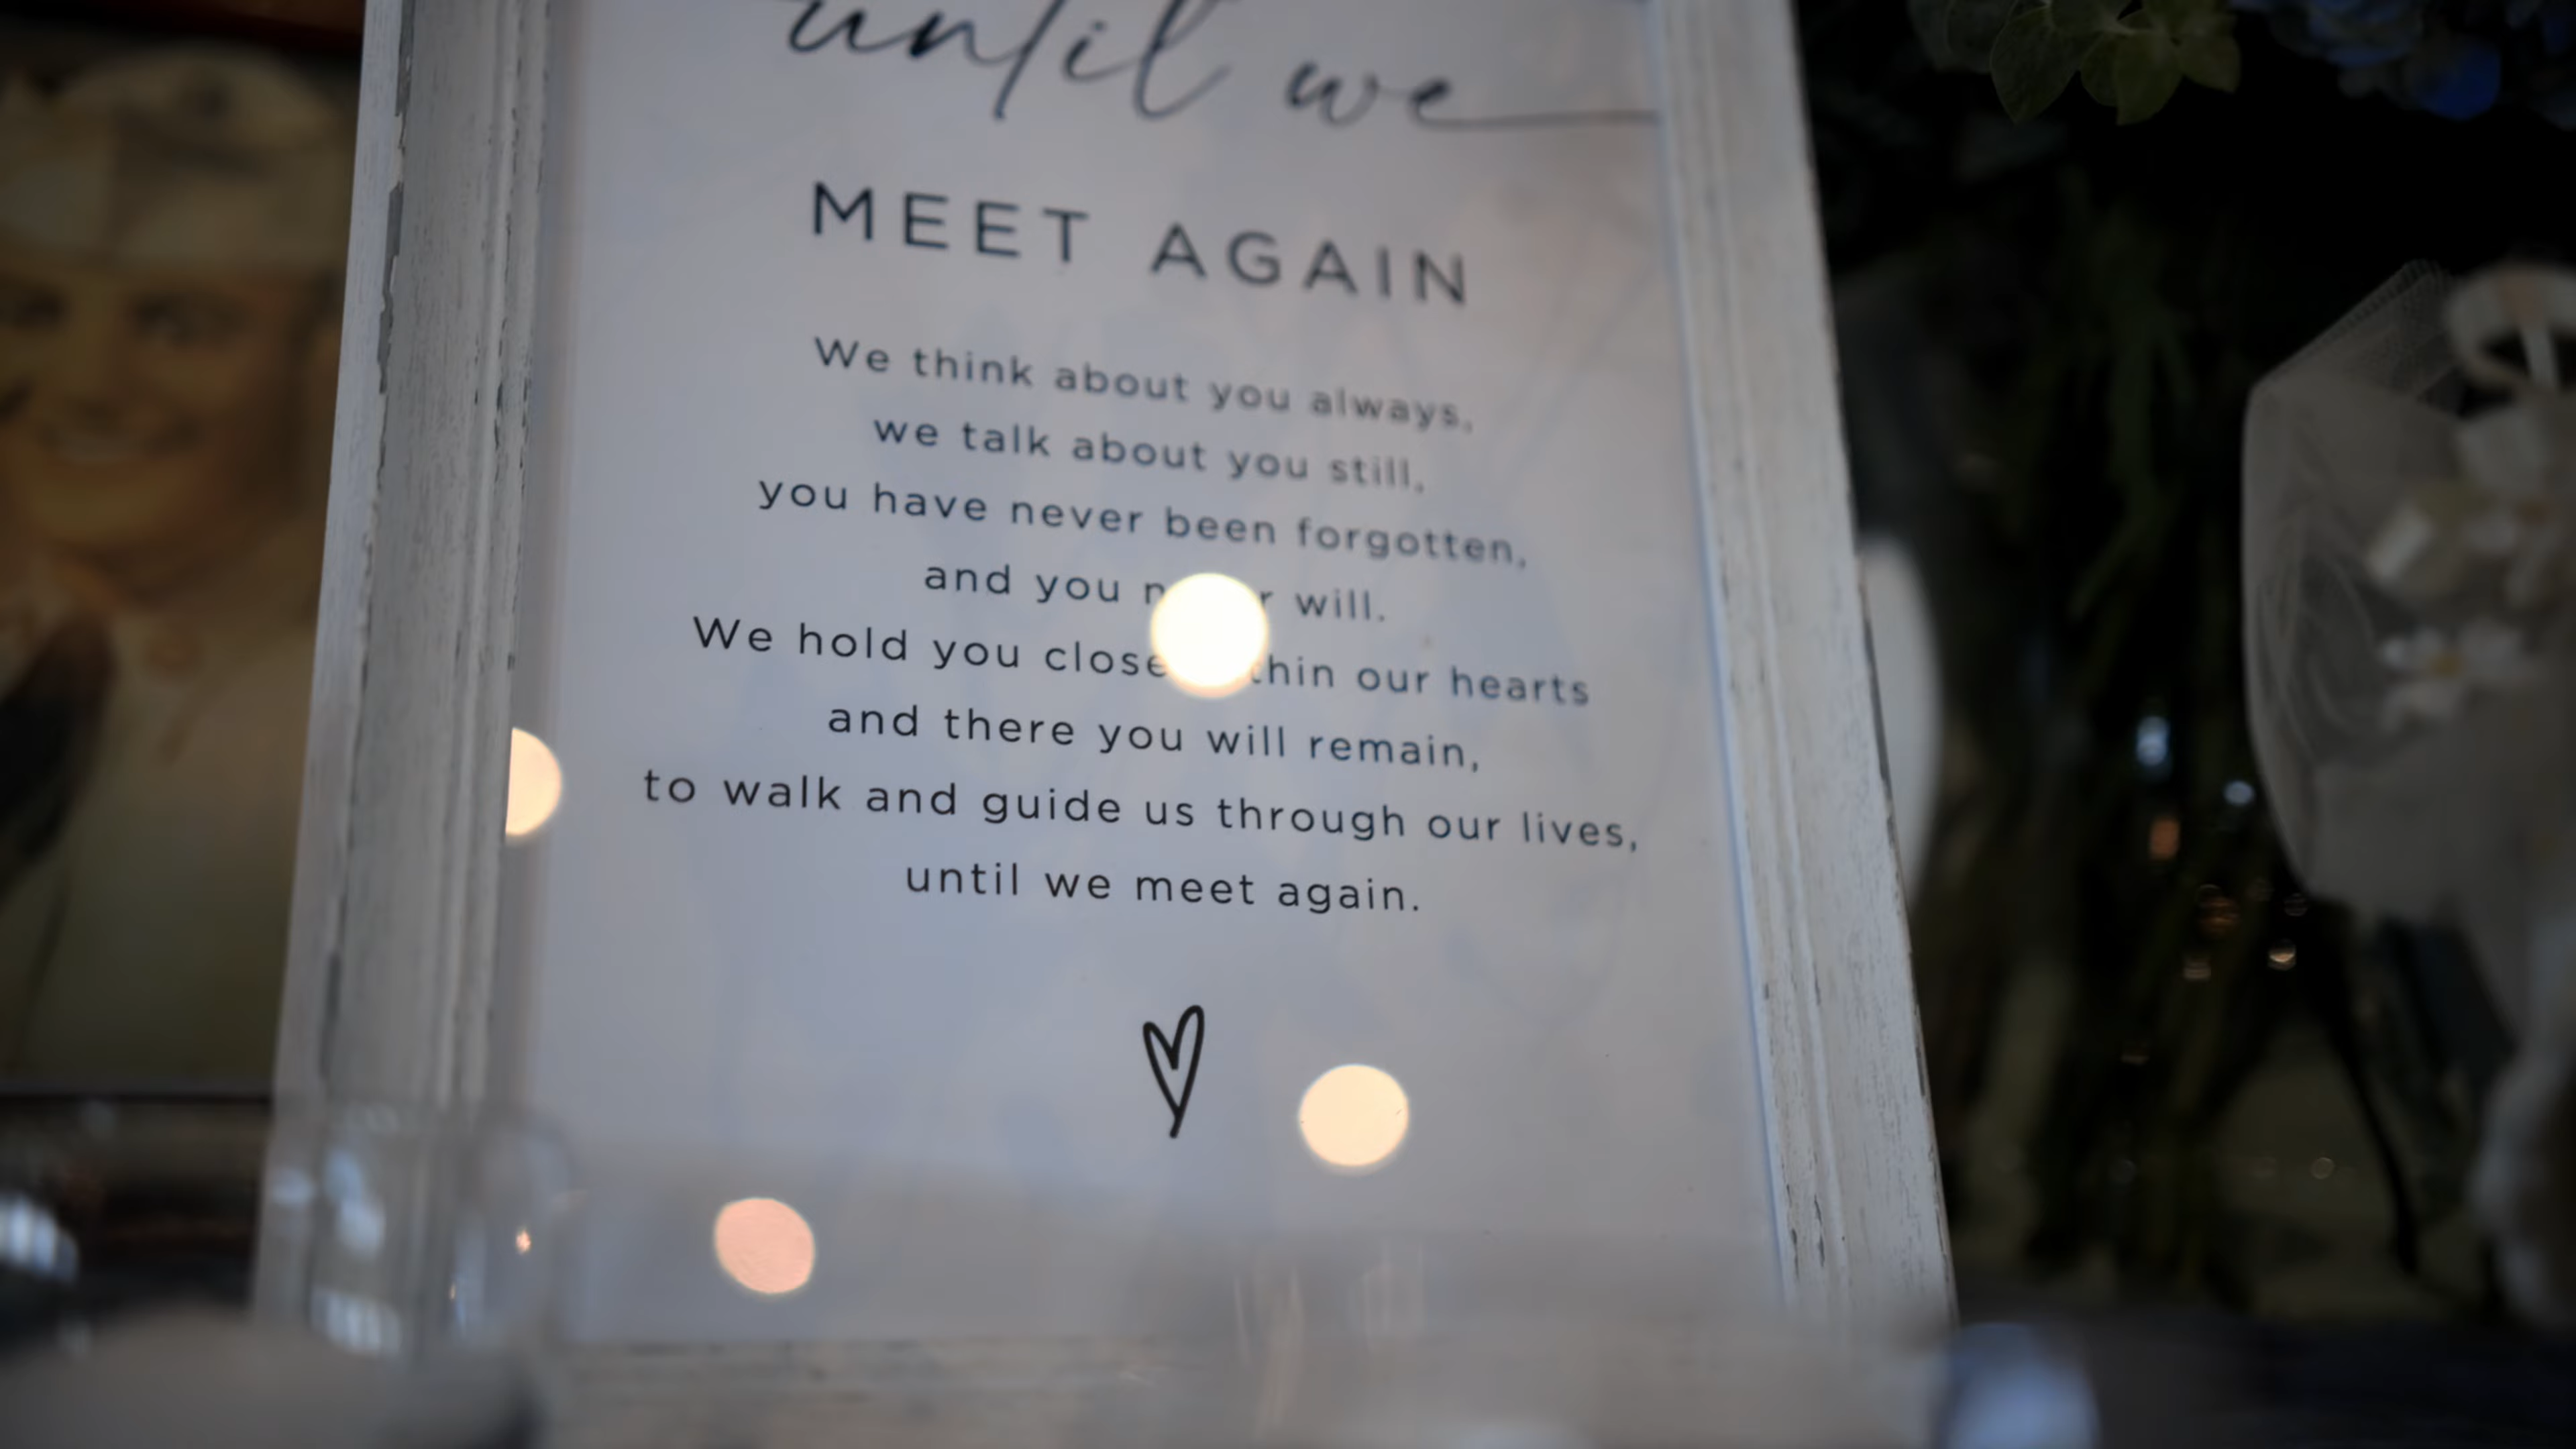 until we
MEET AGAIN
We think about you always,
we talk about you still,
you have never been forgotten,
and you will.
We hold you close our hearts
and there you will remain,
to walk and guide us through our lives,
until we meet again.